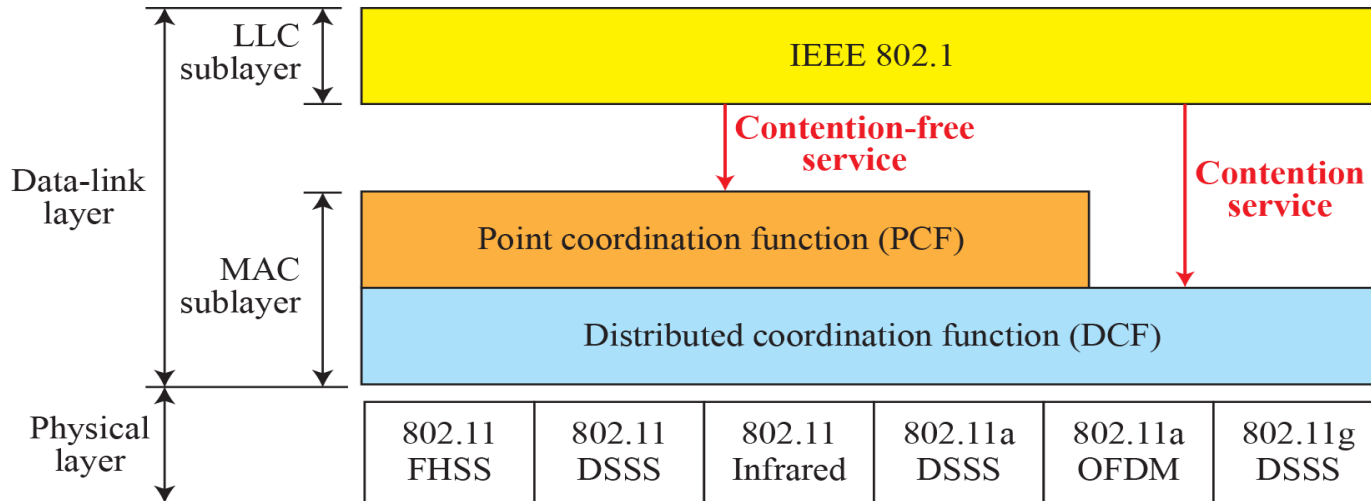 LLC
sublayer
IEEE 802.1
Contention-free
service
Contention
service
Data-link
layer
MAC
sublayer
Point coordination function (PCF)
Distributed coordination function (DCF)
Physical
layer
802.11
FHSS
802.11
DSSS
802.11
Infrared
802.11a
DSSS
802.11a
OFDM
802.11g
DSSS